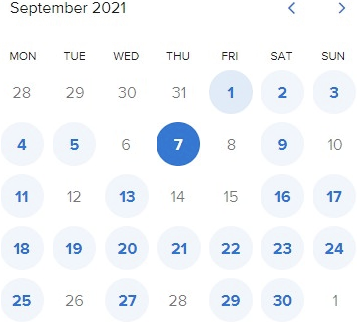 September 2021
MON TUE WED THU FRI SAT SUN
28 29 30 31 1 2 3
4 5 6 7 8 9 10
11 12 13 14 15 16 17
18 19 20 21 22 23 24
25 26 27 28 29 30 1